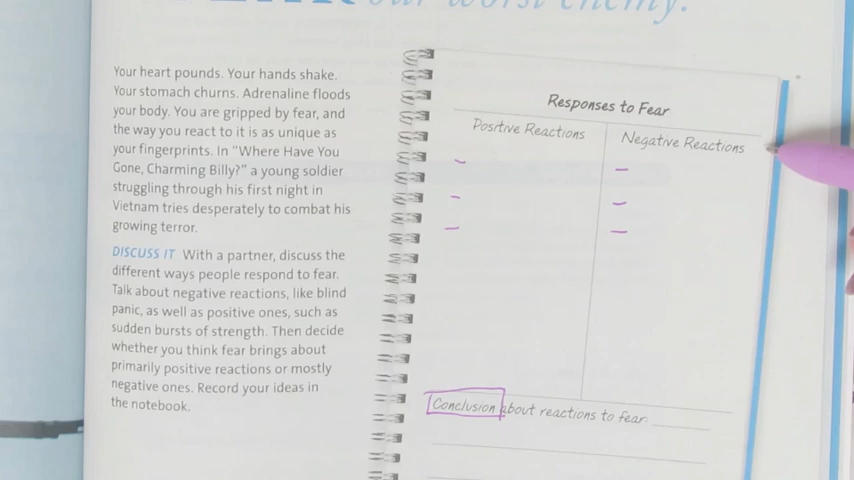 our worst enemy.
Your heart pounds. Your hands shake.
Your stomach churns. Adrenaline floods
your body. You are gripped by fear, and
the way you react to it is as unique as
your fingerprints. In “Where Have You
Gone, Charming Billy?” a young soldier
struggling through his first night in
Vietnam tries desperately to combat his
growing terror.
DISCUSS IT With a partner, discuss the
different ways people respond to fear.
Talk about negative reactions, like blind
panic, as well as positive ones, such as
sudden bursts of strength. Then decide
whether you think fear brings about
primarily positive reactions or mostly
negative ones. Record your ideas in
the notebook.
Responses to Fear
Positive Reactions
Negative Reactions
Conclusion about reactions to fear: